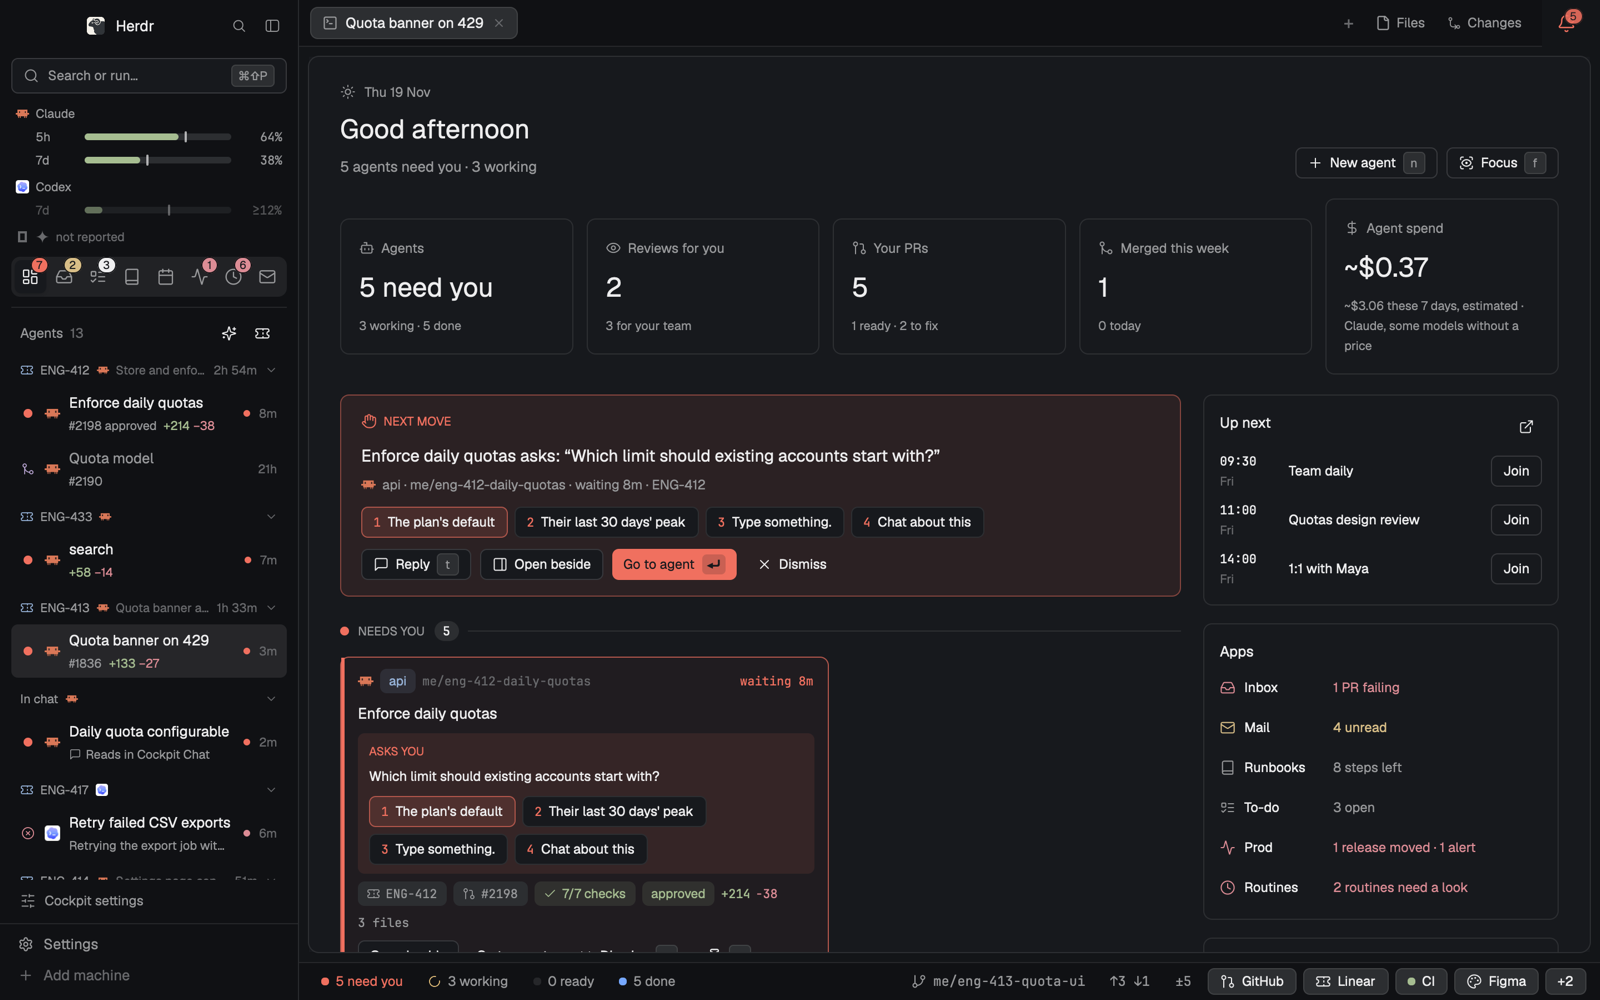 Herdr
Search or run...
⌘⇧P
Claude
5h 64%
7d 38%
Codex
7d ≥12%
not reported
7 2 3 1 6
Agents 13
ENG-412 Store and enfo... 2h 54m
Enforce daily quotas 8m
#2198 approved +214 −38
Quota model 21h
#2190
ENG-433
search 7m
+58 −14
ENG-413 Quota banner a... 1h 33m
Quota banner on 429 3m
#1836 +133 −27
In chat
Daily quota configurable 2m
Reads in Cockpit Chat
ENG-417
Retry failed CSV exports 6m
Retrying the export job wit...
Cockpit settings
Settings
+ Add machine
Quota banner on 429 ×
+ Files Changes 5
Thu 19 Nov
Good afternoon
5 agents need you · 3 working
+ New agent n
Focus f
Agents
5 need you
3 working · 5 done
Reviews for you
2
3 for your team
Your PRs
5
1 ready · 2 to fix
Merged this week
1
0 today
Agent spend
~$0.37
~$3.06 these 7 days, estimated ·
Claude, some models without a
price
NEXT MOVE
Enforce daily quotas asks: “Which limit should existing accounts start with?”
api · me/eng-412-daily-quotas · waiting 8m · ENG-412
1 The plan's default 2 Their last 30 days' peak 3 Type something. 4 Chat about this
Reply t Open beside Go to agent ↵ × Dismiss
NEEDS YOU 5
api me/eng-412-daily-quotas waiting 8m
Enforce daily quotas
ASKS YOU
Which limit should existing accounts start with?
1 The plan's default 2 Their last 30 days' peak
3 Type something. 4 Chat about this
ENG-412 #2198 7/7 checks approved +214 −38
3 files
Up next
09:30 Team daily Join
Fri
11:00 Quotas design review Join
Fri
14:00 1:1 with Maya Join
Fri
Apps
Inbox 1 PR failing
Mail 4 unread
Runbooks 8 steps left
To-do 3 open
Prod 1 release moved · 1 alert
Routines 2 routines need a look
5 need you 3 working 0 ready 5 done
me/eng-413-quota-ui ↑3 ↓1 ±5 GitHub Linear CI Figma +2